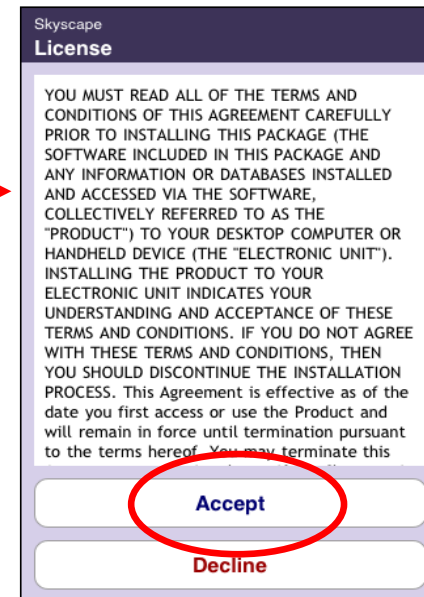 Skyscape
License
YOU MUST READ ALL OF THE TERMS AND
CONDITIONS OF THIS AGREEMENT CAREFULLY
PRIOR TO INSTALLING THIS PACKAGE (THE
SOFTWARE INCLUDED IN THIS PACKAGE AND
ANY INFORMATION OR DATABASES INSTALLED
AND ACCESSED VIA THE SOFTWARE,
COLLECTIVELY REFERRED TO AS THE
"PRODUCT") TO YOUR DESKTOP COMPUTER OR
HANDHELD DEVICE (THE "ELECTRONIC UNIT").
INSTALLING THE PRODUCT TO YOUR
ELECTRONIC UNIT INDICATES YOUR
UNDERSTANDING AND ACCEPTANCE OF THESE
TERMS AND CONDITIONS. IF YOU DO NOT AGREE
WITH THESE TERMS AND CONDITIONS, THEN
YOU SHOULD DISCONTINUE THE INSTALLATION
PROCESS. This Agreement is effective as of the
date you first access or use the Product and
will remain in force until termination pursuant
to the terms hereof. You may terminate this
Accept
Decline